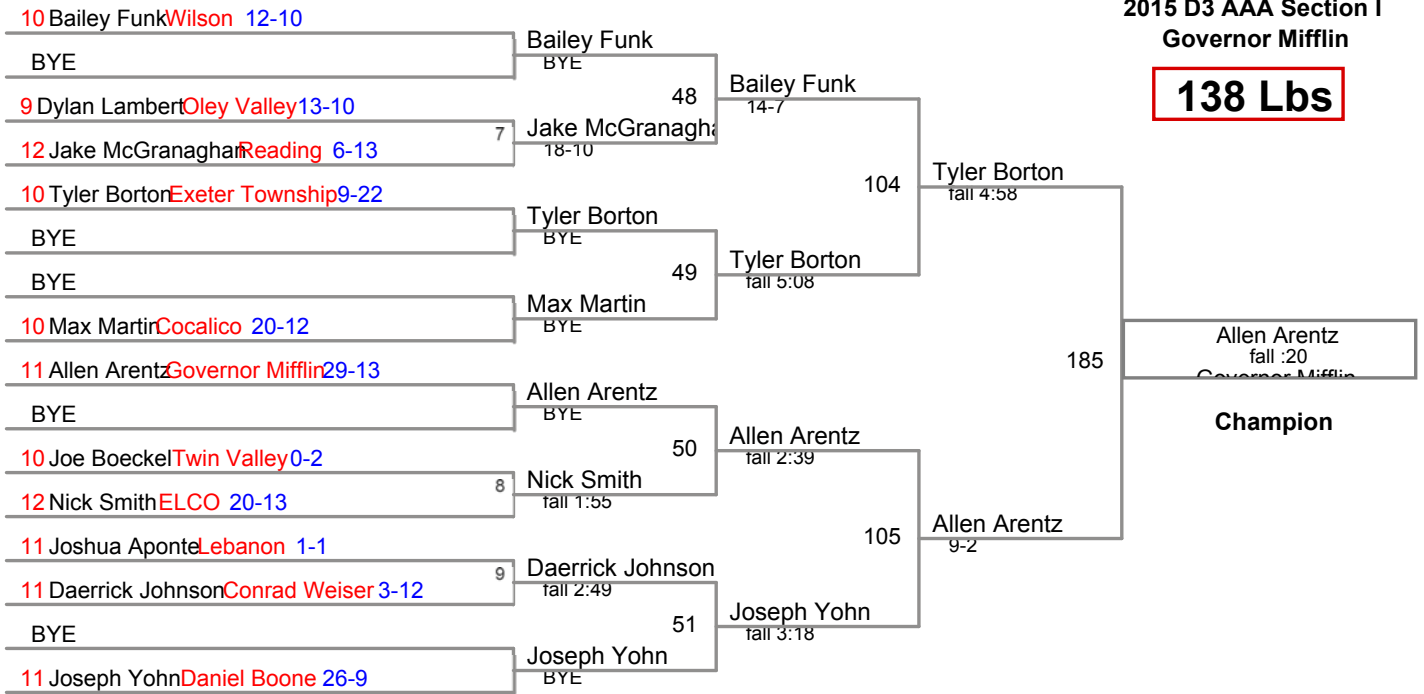 2015 D3 AAA Section I
Governor Mifflin
138 Lbs
10 Bailey Funk Wilson 12-10
BYE
9 Dylan Lambert Oley Valley 13-10
12 Jake McGranaghan Reading 6-13
10 Tyler Borton Exeter Township 9-22
BYE
BYE
10 Max Martin Cocalico 20-12
11 Allen Arentz Governor Mifflin 29-13
BYE
10 Joe Boeckel Twin Valley 0-2
12 Nick Smith ELCO 20-13
11 Joshua Aponte Lebanon 1-1
11 Daerrick Johnson Conrad Weiser 3-12
BYE
11 Joseph Yohn Daniel Boone 26-9
Bailey Funk
BYE
7
Jake McGranagha
18-10
Tyler Borton
BYE
Max Martin
BYE
Allen Arentz
BYE
8
Nick Smith
fall 1:55
9
Daerrick Johnson
fall 2:49
Joseph Yohn
BYE
48
Bailey Funk
14-7
49
Tyler Borton
fall 5:08
50
Allen Arentz
fall 2:39
51
Joseph Yohn
fall 3:18
104
Tyler Borton
fall 4:58
105
Allen Arentz
9-2
185
Allen Arentz
fall :20
Governor Mifflin
Champion